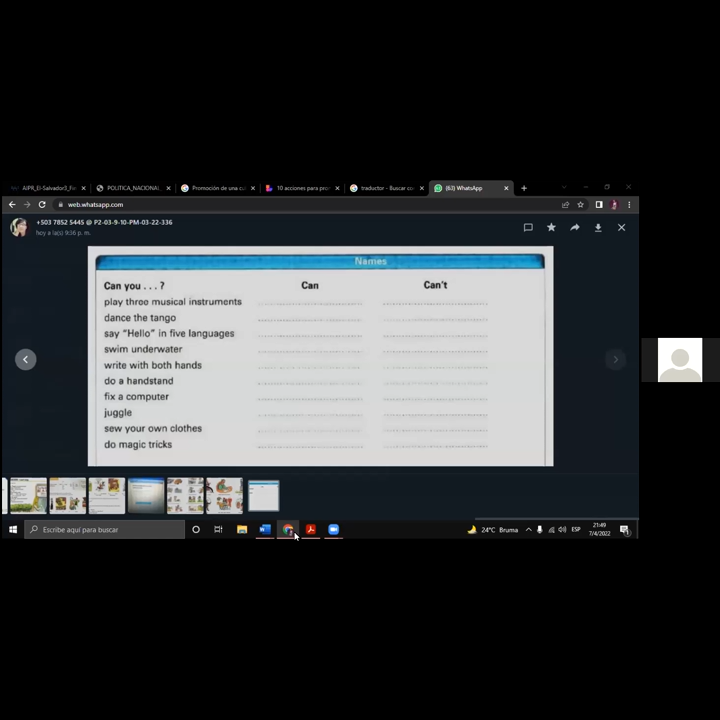 AIPR_El-Salvador3_Fin
POLITICA_NACIONAL
Promoción de una cu
10 acciones para pro
traductor - Buscar co
(63) WhatsApp
web.whatsapp.com
+503 7852 5445 @ P2-03-9-10-PM-03-22-336
hoy a la(s) 9:36 p. m.
Names
Can you . . . ? Can Can't
play three musical instruments
dance the tango
say "Hello" in five languages
swim underwater
write with both hands
do a handstand
fix a computer
juggle
sew your own clothes
do magic tricks
Escribe aquí para buscar
24°C Bruma
ESP
21:49
7/4/2022